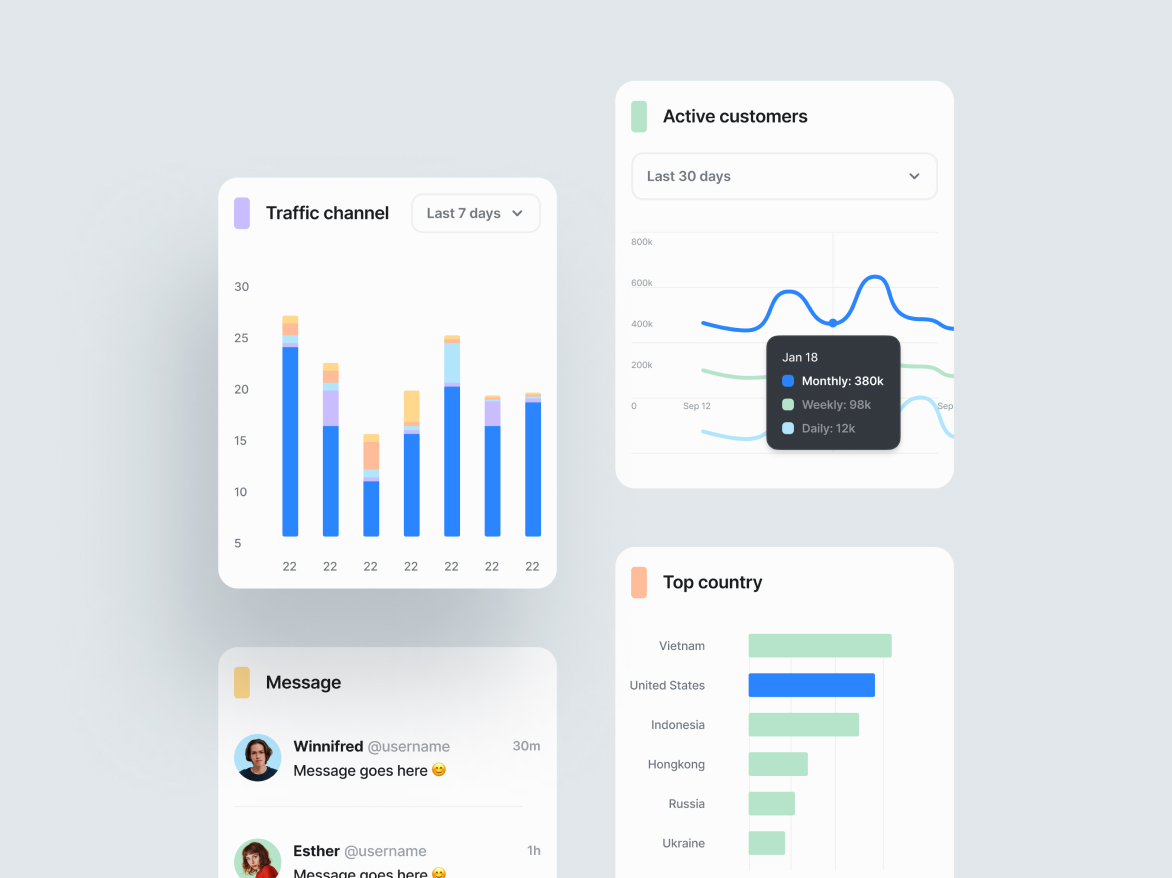 Traffic channel
Last 7 days
30
25
20
15
10
5
22 22 22 22 22 22 22
Message
Winnifred @username 30m
Message goes here 😊
Esther @username 1h
Message goes here 😊
Active customers
Last 30 days
800k
600k
400k
200k
0 Sep 12 Sep
Jan 18
Monthly: 380k
Weekly: 98k
Daily: 12k
Top country
Vietnam
United States
Indonesia
Hongkong
Russia
Ukraine